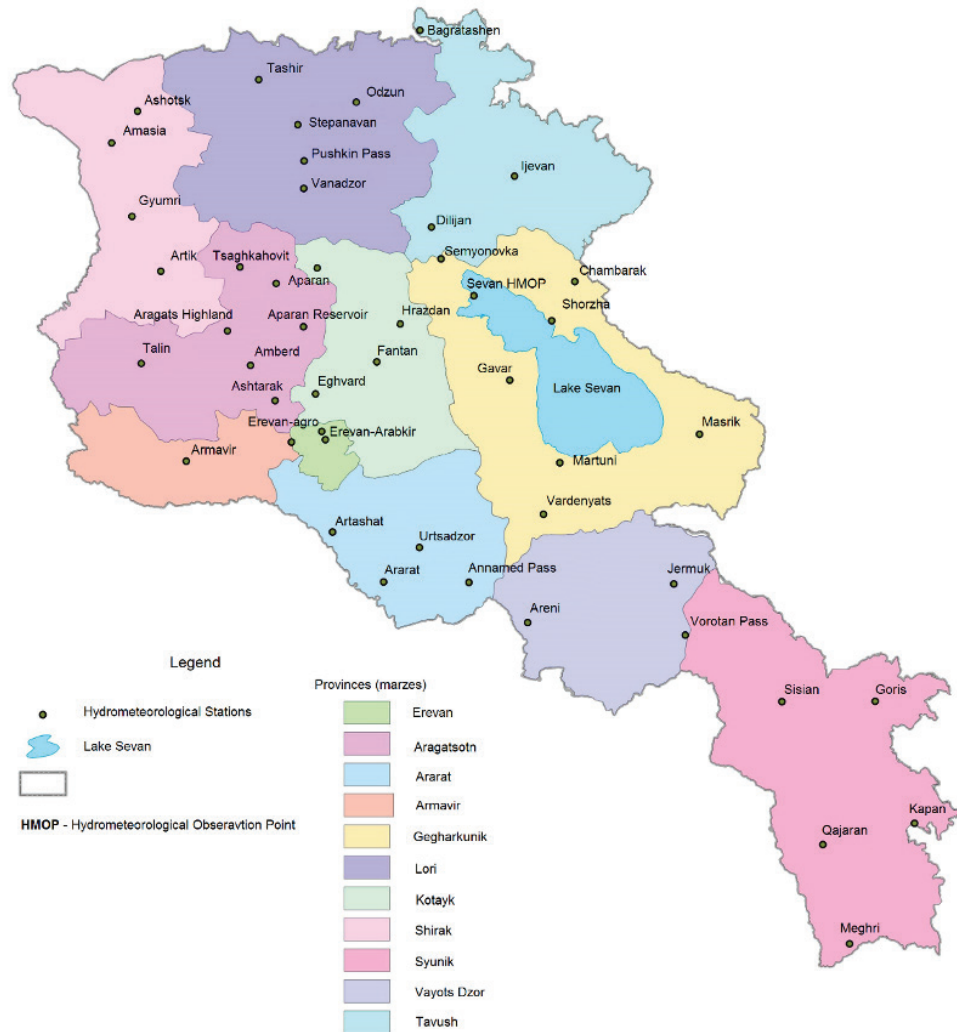 Bagratashen
Tashir
Odzun
Ashotsk
Stepanavan
Amasia
Pushkin Pass
Ijevan
Vanadzor
Gyumri
Dilijan
Semyonovka
Artik
Tsaghkahovit
Chambarak
Aparan
Sevan HMOP
Shorzha
Aragats Highland
Aparan Reservoir
Hrazdan
Talin
Amberd
Fantan
Gavar
Lake Sevan
Ashtarak
Eghvard
Erevan-agro
Erevan-Arabkir
Masrik
Armavir
Martuni
Vardenyats
Artashat
Urtsadzor
Ararat
Annamed Pass
Jermuk
Areni
Vorotan Pass
Sisian
Goris
Kapan
Qajaran
Meghri
Legend
Hydrometeorological Stations
Lake Sevan
HMOP - Hydrometeorological Obseravtion Point
Provinces (marzes)
Erevan
Aragatsotn
Ararat
Armavir
Gegharkunik
Lori
Kotayk
Shirak
Syunik
Vayots Dzor
Tavush